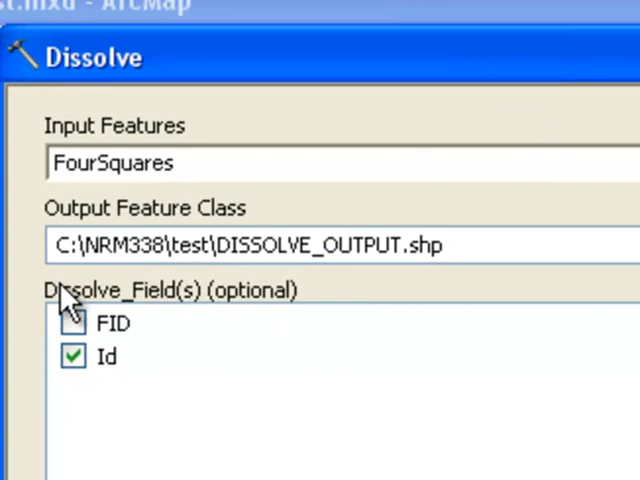 st.mxd - ArcMap
Dissolve
Input Features
FourSquares
Output Feature Class
C:\NRM338\test\DISSOLVE_OUTPUT.shp
Dissolve_Field(s) (optional)
FID
Id